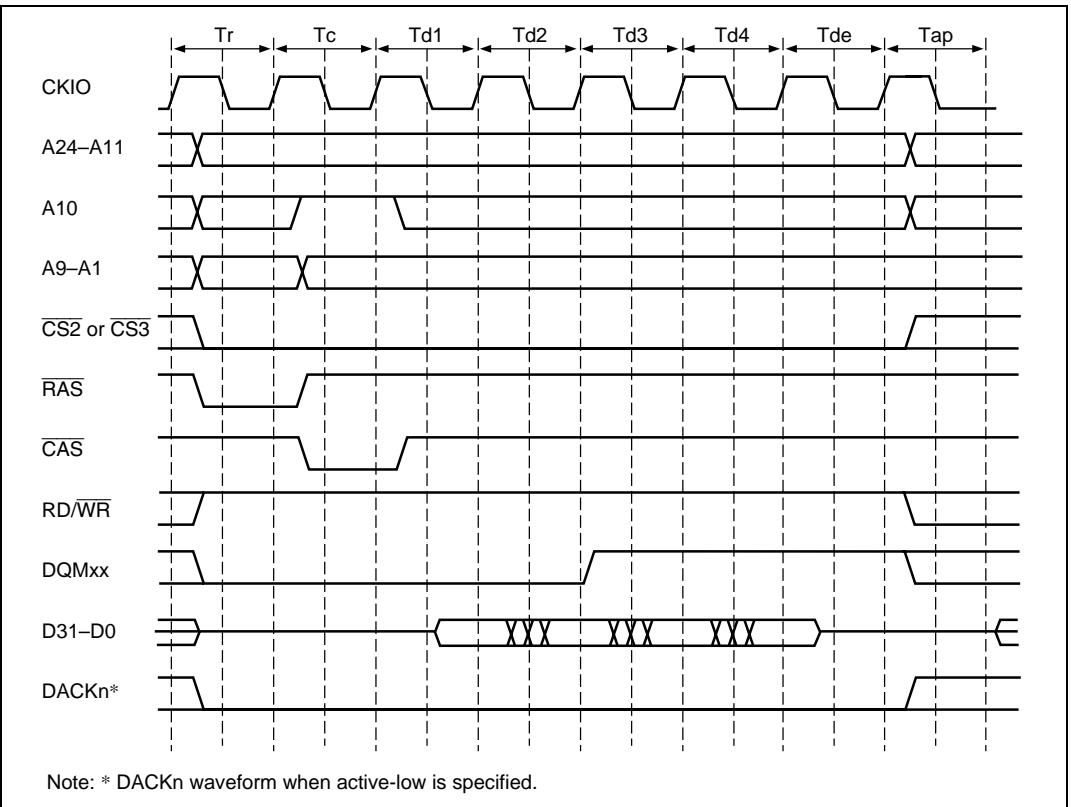 Tr Tc Td1 Td2 Td3 Td4 Tde Tap
CKIO
A24–A11
A10
A9–A1
CS2 or CS3
RAS
CAS
RD/WR
DQMxx
D31–D0
DACKn*
Note: * DACKn waveform when active-low is specified.